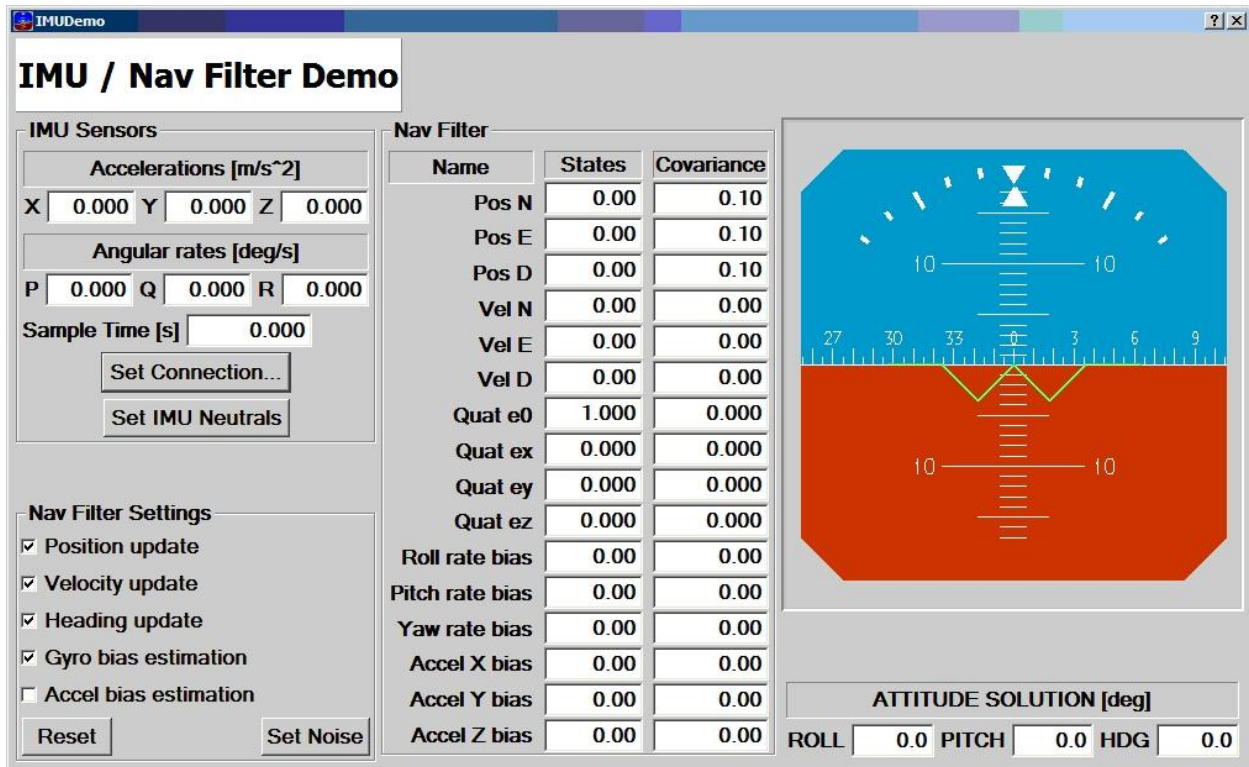 IMUDemo
IMU / Nav Filter Demo
IMU Sensors
Accelerations [m/s^2]
X 0.000 Y 0.000 Z 0.000
Angular rates [deg/s]
P 0.000 Q 0.000 R 0.000
Sample Time [s] 0.000
Set Connection...
Set IMU Neutrals
Nav Filter Settings
Position update
Velocity update
Heading update
Gyro bias estimation
Accel bias estimation
Reset Set Noise
Nav Filter
Name States Covariance
Pos N 0.00 0.10
Pos E 0.00 0.10
Pos D 0.00 0.10
Vel N 0.00 0.00
Vel E 0.00 0.00
Vel D 0.00 0.00
Quat e0 1.000 0.000
Quat ex 0.000 0.000
Quat ey 0.000 0.000
Quat ez 0.000 0.000
Roll rate bias 0.00 0.00
Pitch rate bias 0.00 0.00
Yaw rate bias 0.00 0.00
Accel X bias 0.00 0.00
Accel Y bias 0.00 0.00
Accel Z bias 0.00 0.00
10 10
27 30 33 0 3 6 9
10 10
ATTITUDE SOLUTION [deg]
ROLL 0.0 PITCH 0.0 HDG 0.0